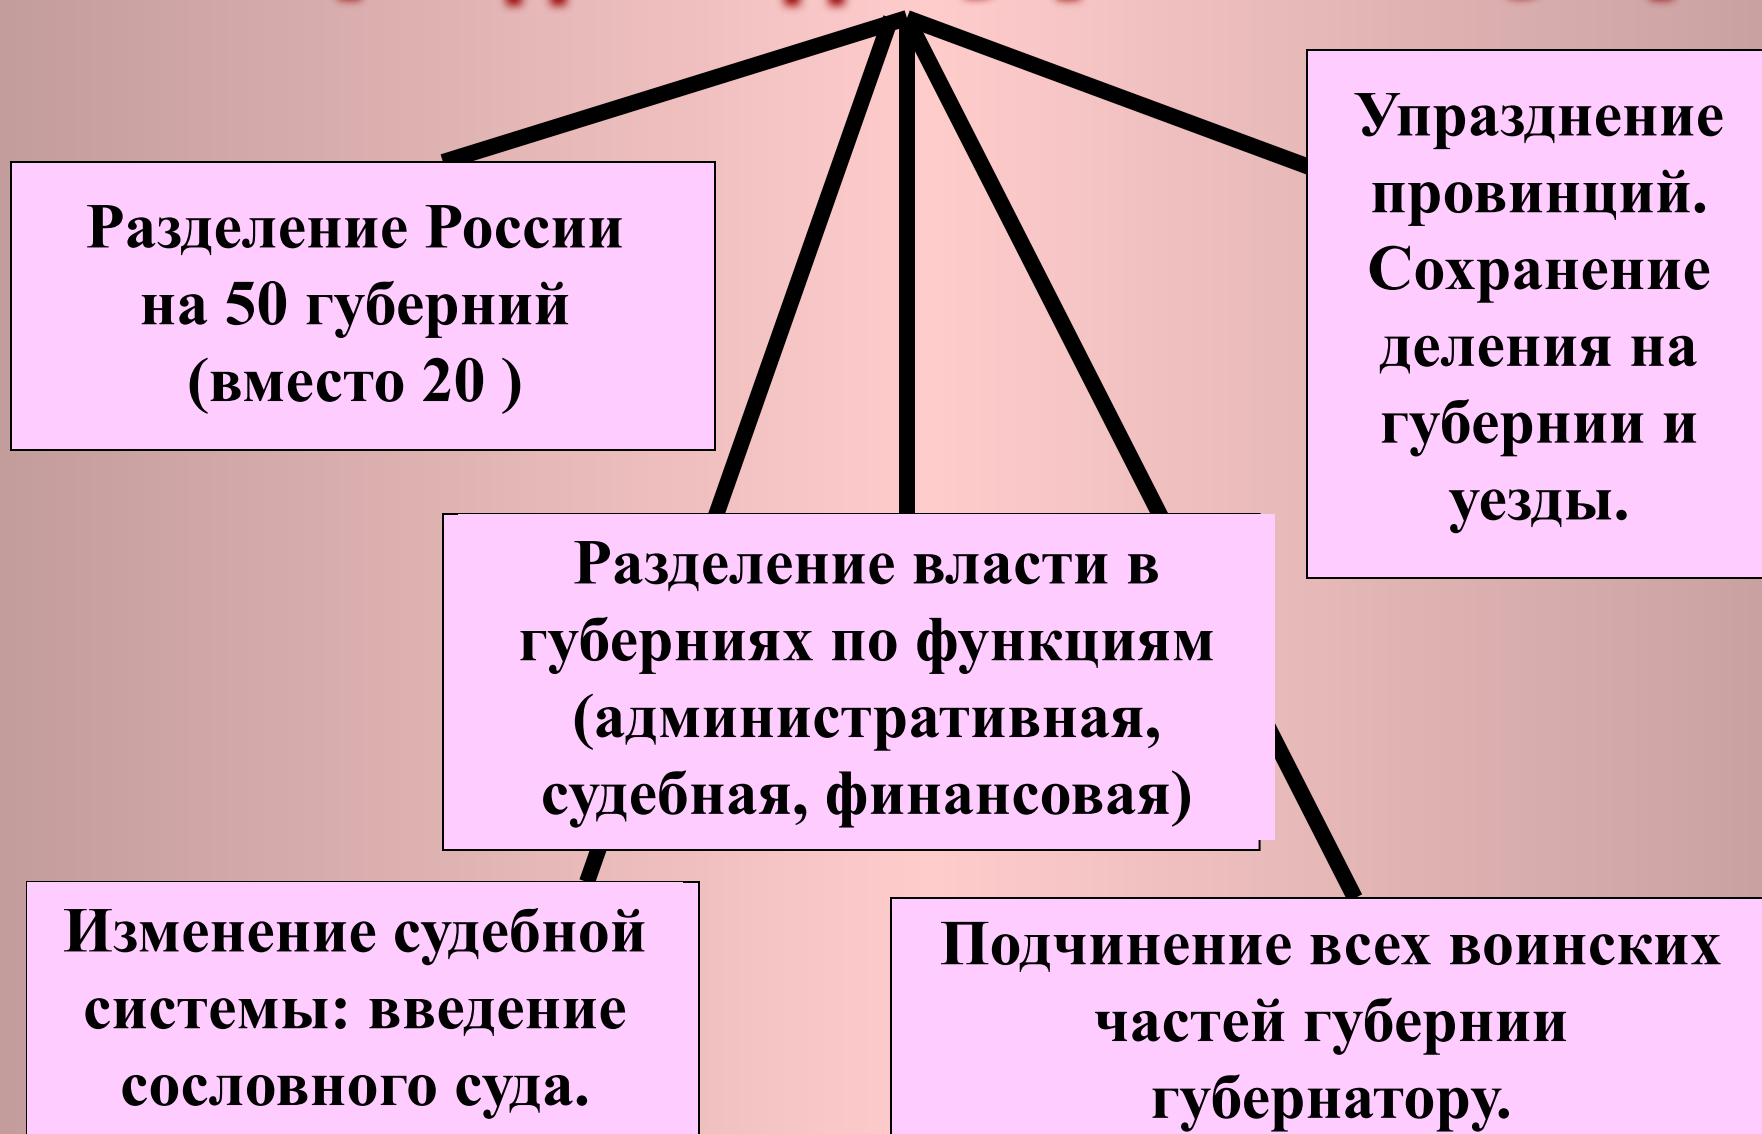 Разделение России
на 50 губерний
(вместо 20 )
Упразднение
провинций.
Сохранение
деления на
губернии и
уезды.
Разделение власти в
губерниях по функциям
(административная,
судебная, финансовая)
Изменение судебной
системы: введение
сословного суда.
Подчинение всех воинских
частей губернии
губернатору.